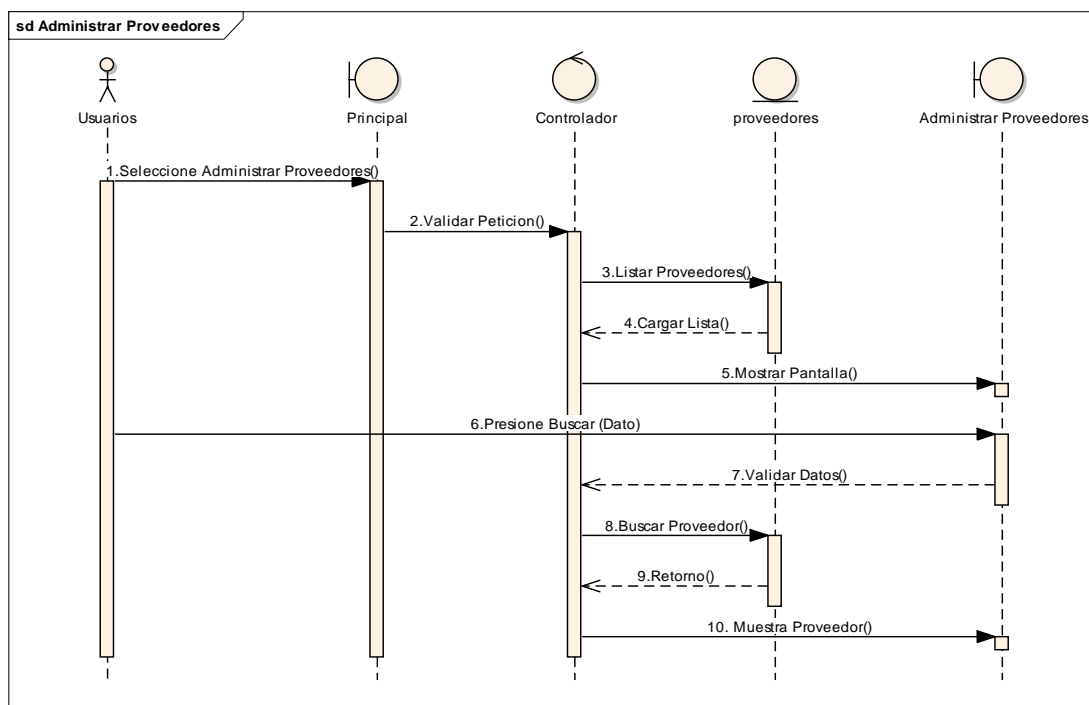 sd Administrar Proveedores
Usuarios
Principal
Controlador
proveedores
Administrar Proveedores
1.Seleccione Administrar Proveedores()
2.Validar Peticion()
3.Listar Proveedores()
4.Cargar Lista()
5.Mostrar Pantalla()
6.Presione Buscar (Dato)
7.Validar Datos()
8.Buscar Proveedor()
9.Retorno()
10. Muestra Proveedor()